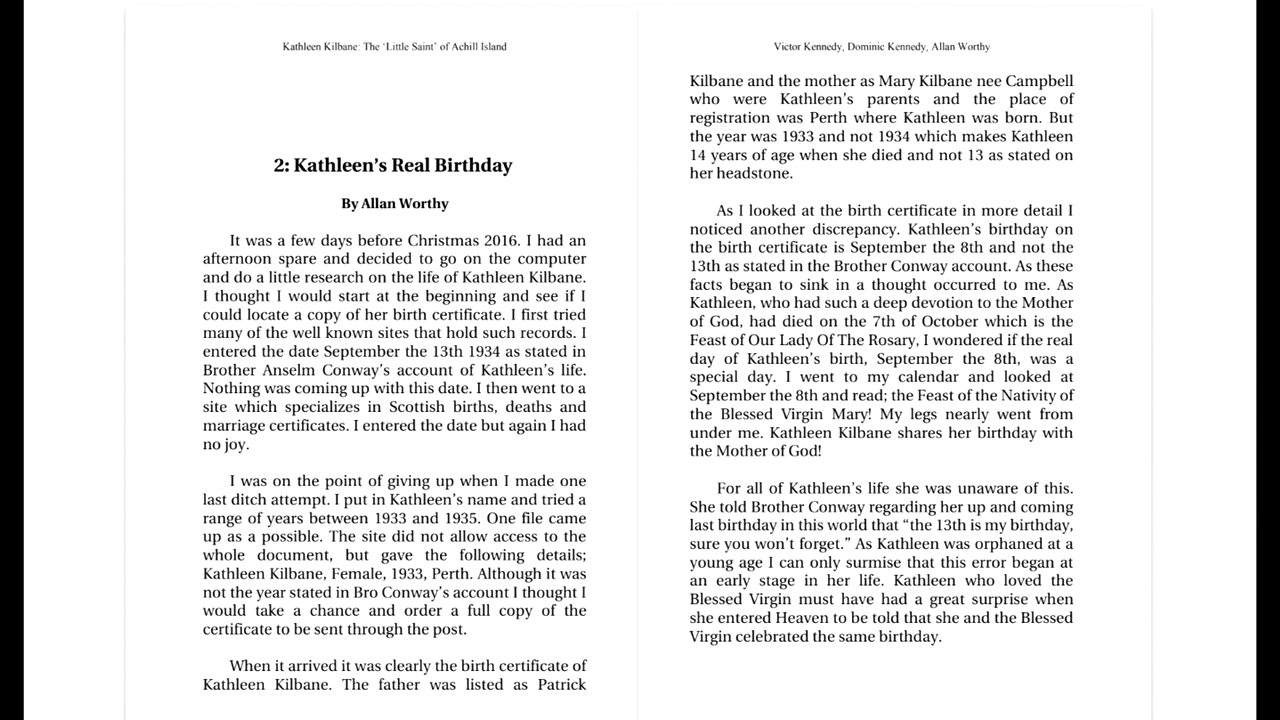 Kathleen Kilbane: The ‘Little Saint’ of Achill Island
2: Kathleen’s Real Birthday
By Allan Worthy
It was a few days before Christmas 2016. I had an
afternoon spare and decided to go on the computer
and do a little research on the life of Kathleen Kilbane.
I thought I would start at the beginning and see if I
could locate a copy of her birth certificate. I first tried
many of the well known sites that hold such records. I
entered the date September the 13th 1934 as stated in
Brother Anselm Conway’s account of Kathleen’s life.
Nothing was coming up with this date. I then went to a
site which specializes in Scottish births, deaths and
marriage certificates. I entered the date but again I had
no joy.
I was on the point of giving up when I made one
last ditch attempt. I put in Kathleen’s name and tried a
range of years between 1933 and 1935. One file came
up as a possible. The site did not allow access to the
whole document, but gave the following details;
Kathleen Kilbane, Female, 1933, Perth. Although it was
not the year stated in Bro Conway’s account I thought I
would take a chance and order a full copy of the
certificate to be sent through the post.
When it arrived it was clearly the birth certificate of
Kathleen Kilbane. The father was listed as Patrick
Victor Kennedy, Dominic Kennedy, Allan Worthy
Kilbane and the mother as Mary Kilbane nee Campbell
who were Kathleen’s parents and the place of
registration was Perth where Kathleen was born. But
the year was 1933 and not 1934 which makes Kathleen
14 years of age when she died and not 13 as stated on
her headstone.
As I looked at the birth certificate in more detail I
noticed another discrepancy. Kathleen’s birthday on
the birth certificate is September the 8th and not the
13th as stated in the Brother Conway account. As these
facts began to sink in a thought occurred to me. As
Kathleen, who had such a deep devotion to the Mother
of God, had died on the 7th of October which is the
Feast of Our Lady Of The Rosary, I wondered if the real
day of Kathleen’s birth, September the 8th, was a
special day. I went to my calendar and looked at
September the 8th and read; the Feast of the Nativity of
the Blessed Virgin Mary! My legs nearly went from
under me. Kathleen Kilbane shares her birthday with
the Mother of God!
For all of Kathleen’s life she was unaware of this.
She told Brother Conway regarding her up and coming
last birthday in this world that “the 13th is my birthday,
sure you won’t forget.” As Kathleen was orphaned at a
young age I can only surmise that this error began at
an early stage in her life. Kathleen who loved the
Blessed Virgin must have had a great surprise when
she entered Heaven to be told that she and the Blessed
Virgin celebrated the same birthday.